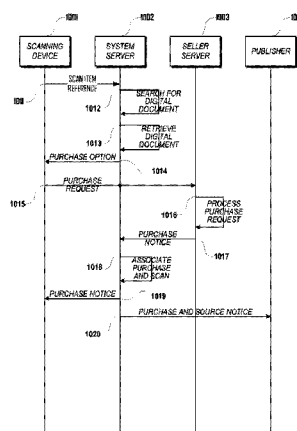 1002
1003
SCANNING
DEVICE
SYSTEM
SERVER
SELLER
SERVER
PUBLISHER
SCAN ITEM
REFERENCE
1012
SEARCH FOR
DIGITAL
DOCUMENT
1013
RETRIEVE
DIGITAL
DOCUMENT
PURCHASE OPTION
1014
1015
PURCHASE
REQUEST
1016
PROCESS
PURCHASE
REQUEST
PURCHASE
NOTICE
1017
1018
ASSOCIATE
PURCHASE
AND SCAN
PURCHASE NOTICE
1019
PURCHASE AND SOURCE NOTICE
1020